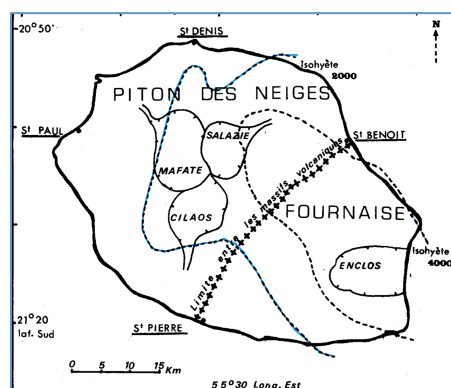 20°50'
St DENIS
N
Isohyète
2000
PITON DES NEIGES
St PAUL
SALAZIE
St BENOIT
MAFATE
CILAOS
Limite entre les massifs volcaniques
FOURNAISE
Isohyète
4000
ENCLOS
21°20
lat. Sud
St PIERRE
0 5 10 15
Km
55°30 Long. Est